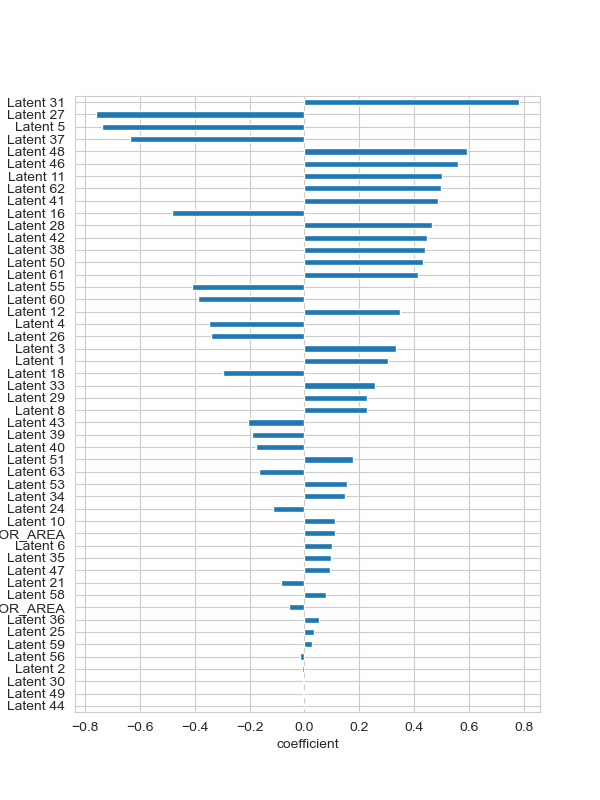 Latent 31
Latent 27
Latent 5
Latent 37
Latent 48
Latent 46
Latent 11
Latent 62
Latent 41
Latent 16
Latent 28
Latent 42
Latent 38
Latent 50
Latent 61
Latent 55
Latent 60
Latent 12
Latent 4
Latent 26
Latent 3
Latent 1
Latent 18
Latent 33
Latent 29
Latent 8
Latent 43
Latent 39
Latent 40
Latent 51
Latent 63
Latent 53
Latent 34
Latent 24
Latent 10
OR_AREA
Latent 6
Latent 35
Latent 47
Latent 21
Latent 58
OR_AREA
Latent 36
Latent 25
Latent 59
Latent 56
Latent 2
Latent 30
Latent 49
Latent 44
−0.8 −0.6 −0.4 −0.2 0.0 0.2 0.4 0.6 0.8
coefficient